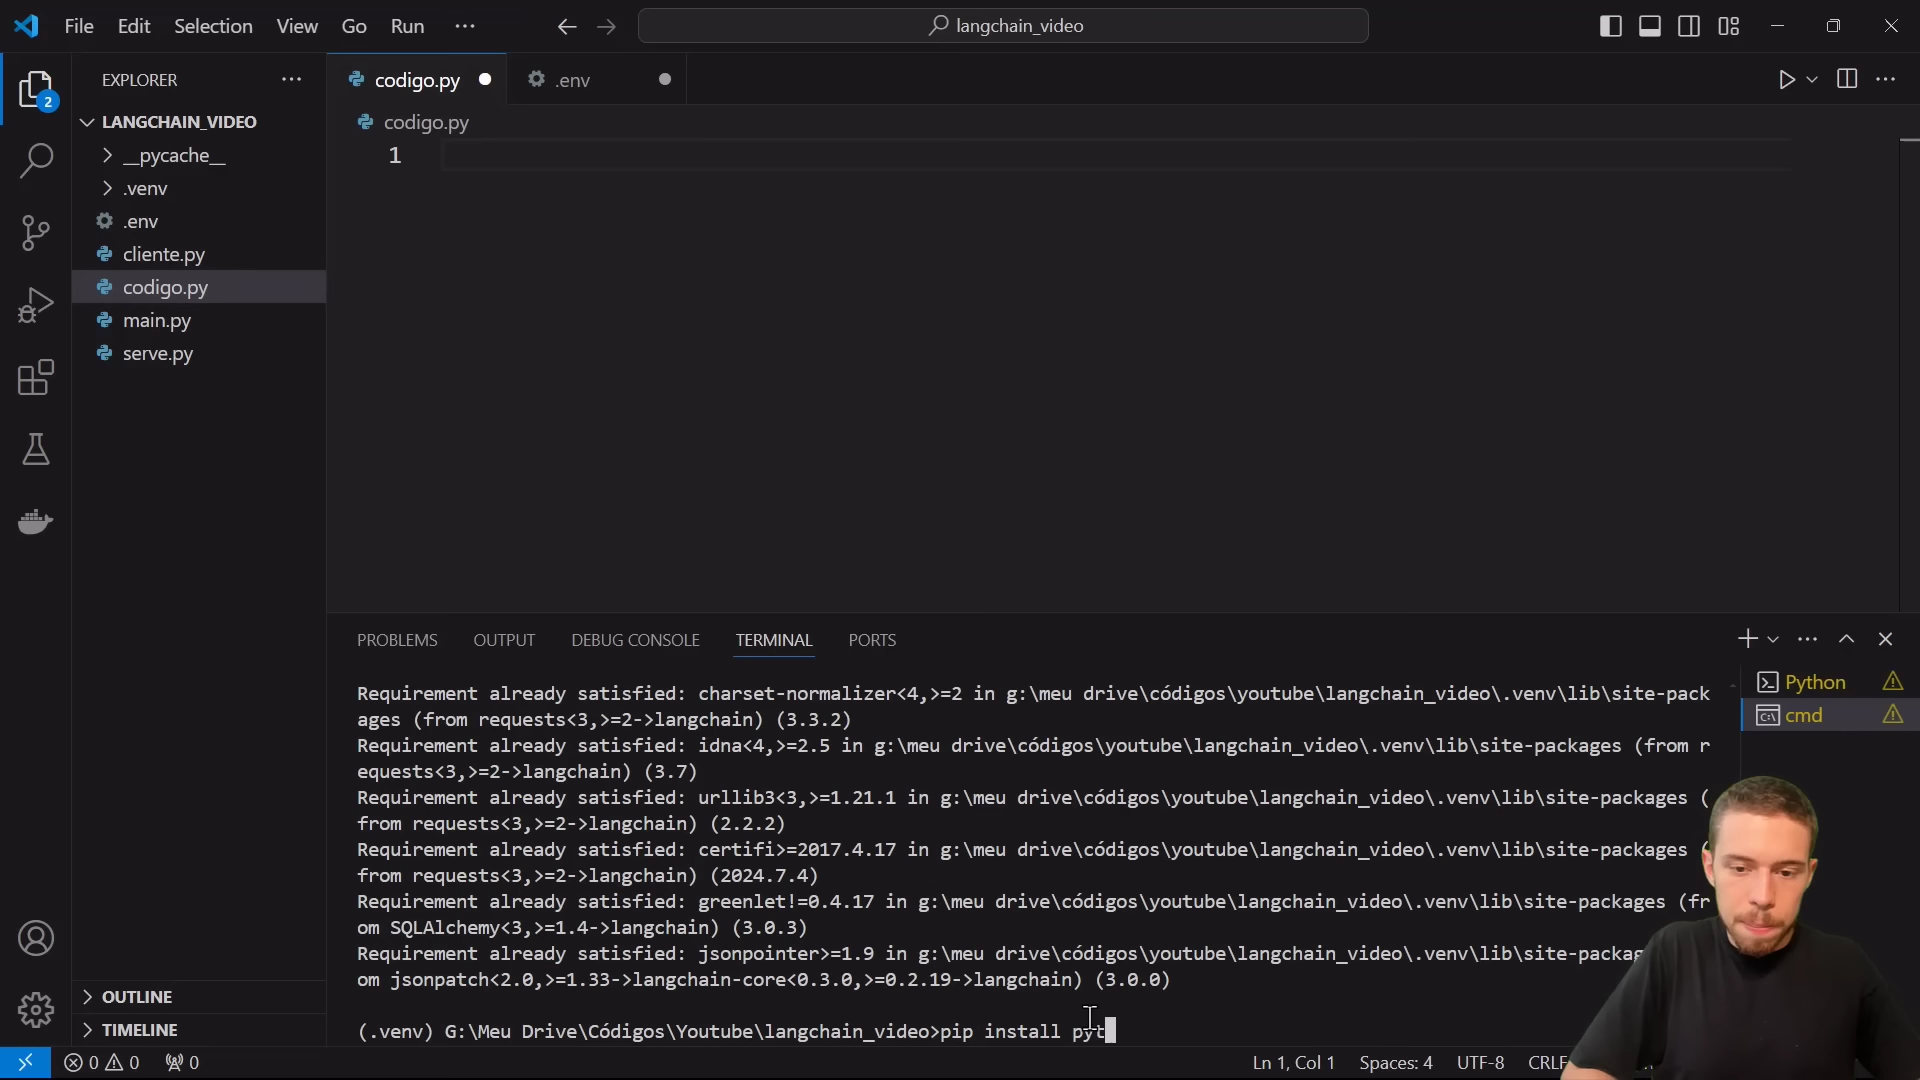 File Edit Selection View Go Run ···
langchain_video
EXPLORER
codigo.py
.env
2
LANGCHAIN_VIDEO
__pycache__
.venv
.env
cliente.py
codigo.py
main.py
serve.py
codigo.py
1
PROBLEMS OUTPUT DEBUG CONSOLE TERMINAL PORTS
Requirement already satisfied: charset-normalizer<4,>=2 in g:\meu drive\códigos\youtube\langchain_video\.venv\lib\site-pack
ages (from requests<3,>=2->langchain) (3.3.2)
Requirement already satisfied: idna<4,>=2.5 in g:\meu drive\códigos\youtube\langchain_video\.venv\lib\site-packages (from r
equests<3,>=2->langchain) (3.7)
Requirement already satisfied: urllib3<3,>=1.21.1 in g:\meu drive\códigos\youtube\langchain_video\.venv\lib\site-packages (
from requests<3,>=2->langchain) (2.2.2)
Requirement already satisfied: certifi>=2017.4.17 in g:\meu drive\códigos\youtube\langchain_video\.venv\lib\site-packages (
from requests<3,>=2->langchain) (2024.7.4)
Requirement already satisfied: greenlet!=0.4.17 in g:\meu drive\códigos\youtube\langchain_video\.venv\lib\site-packages (fr
om SQLAlchemy<3,>=1.4->langchain) (3.0.3)
Requirement already satisfied: jsonpointer>=1.9 in g:\meu drive\códigos\youtube\langchain_video\.venv\lib\site-packag
om jsonpatch<2.0,>=1.33->langchain-core<0.3.0,>=0.2.19->langchain) (3.0.0)
(.venv) G:\Meu Drive\Códigos\Youtube\langchain_video>pip install pyt
Python
cmd
OUTLINE
TIMELINE
0 0 0
Ln 1, Col 1 Spaces: 4 UTF-8 CRLF